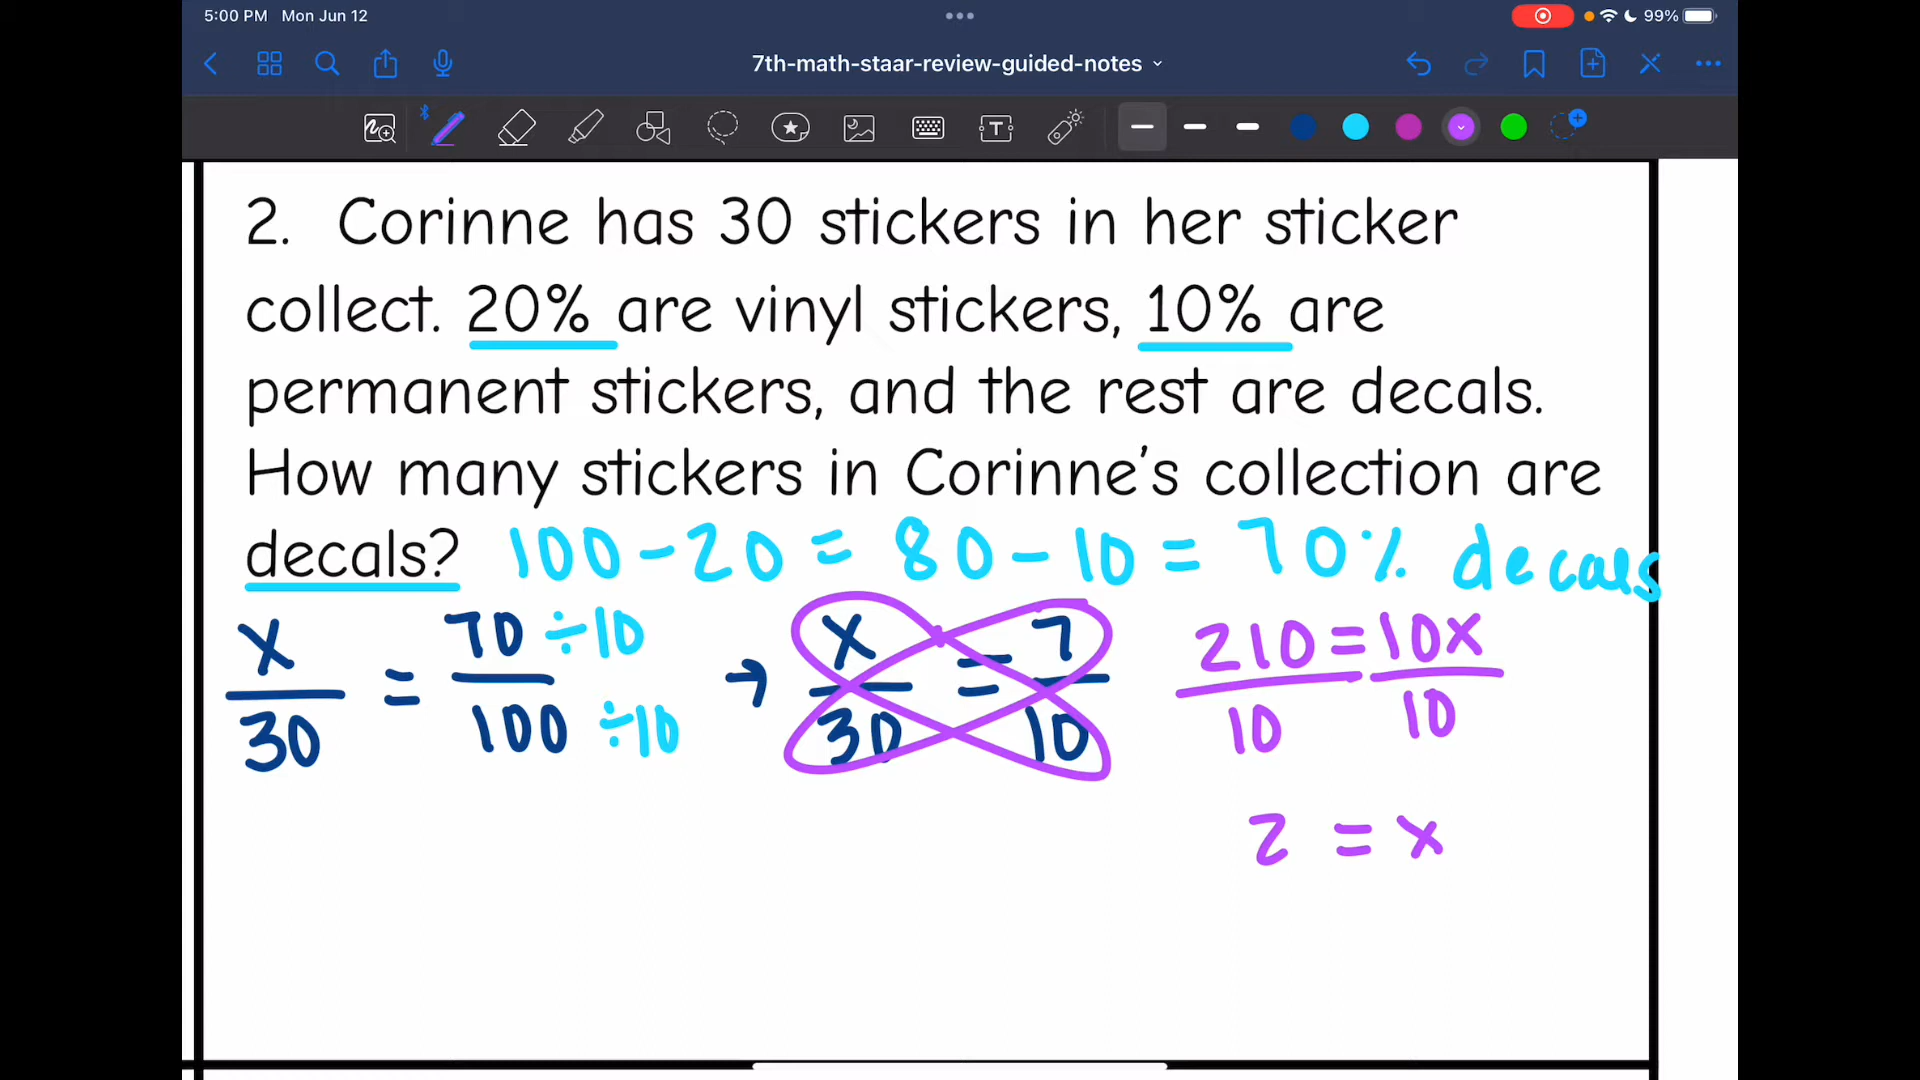 5:00 PM Mon Jun 12
99%
7th-math-staar-review-guided-notes
2. Corinne has 30 stickers in her sticker
collect. 20% are vinyl stickers, 10% are
permanent stickers, and the rest are decals.
How many stickers in Corinne's collection are
decals? 100 - 20 = 80 - 10 = 70% decals
x/30 = 70/100 ÷10 ÷10 → x/30 = 7/10 210/10 = 10x/10
2 = x